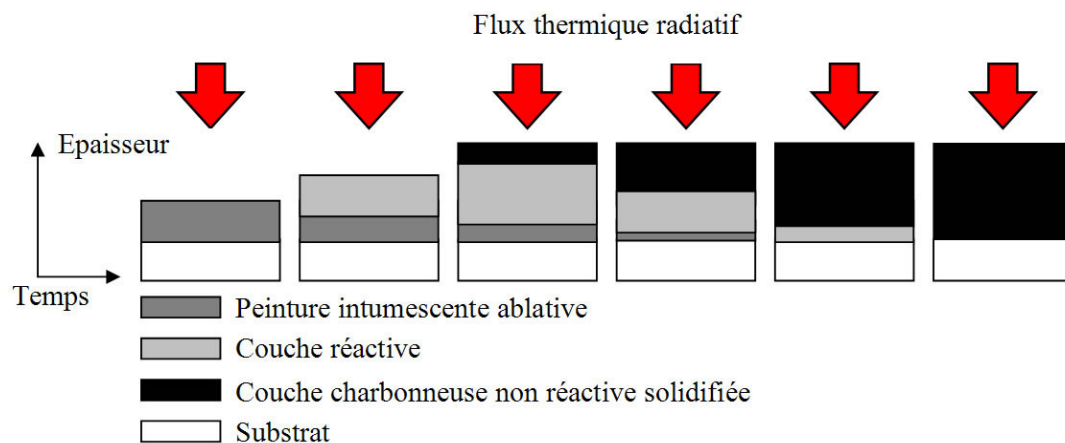 Flux thermique radiatif
Epaisseur
Temps
Peinture intumescente ablative
Couche réactive
Couche charbonneuse non réactive solidifiée
Substrat